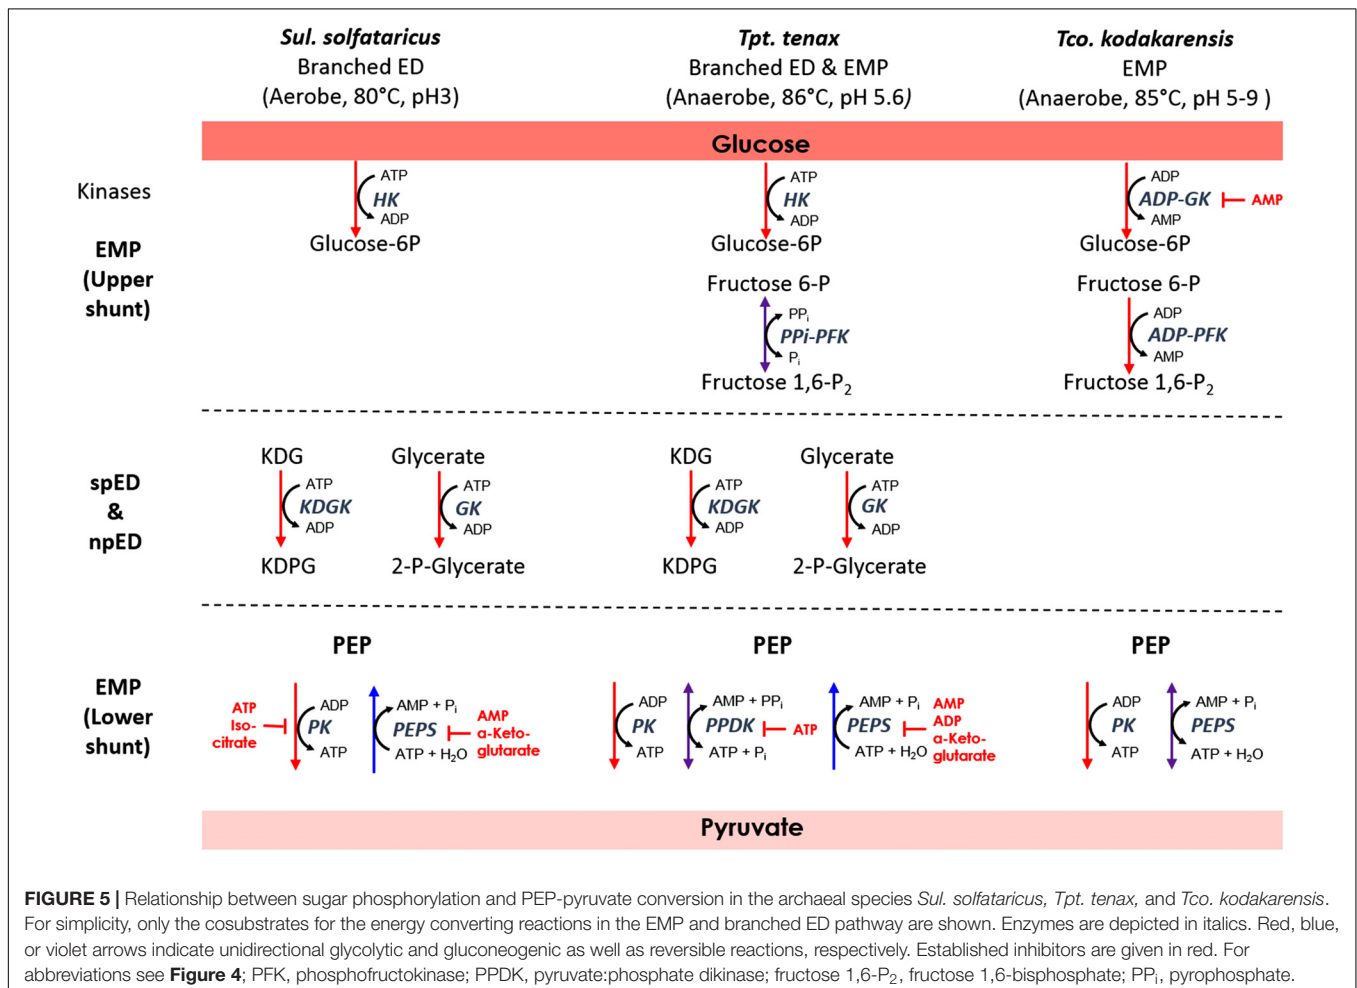 Sul. solfataricus
Branched ED
(Aerobe, 80°C, pH3)
Tpt. tenax
Branched ED & EMP
(Anaerobe, 86°C, pH 5.6)
Tco. kodakarensis
EMP
(Anaerobe, 85°C, pH 5-9 )
Glucose
Kinases
EMP
(Upper
shunt)
ATP
HK
ADP
Glucose-6P
ATP
HK
ADP
Glucose-6P
Fructose 6-P
PPi
PPi-PFK
Pi
Fructose 1,6-P2
ADP
ADP-GK
AMP
AMP
Glucose-6P
Fructose 6-P
ADP
ADP-PFK
AMP
Fructose 1,6-P2
spED
&
npED
KDG
ATP
KDGK
ADP
KDPG
Glycerate
ATP
GK
ADP
2-P-Glycerate
KDG
ATP
KDGK
ADP
KDPG
Glycerate
ATP
GK
ADP
2-P-Glycerate
EMP
(Lower
shunt)
PEP
ATP
Iso-
citrate
ADP
PK
ATP
AMP + Pi
PEPS
ATP + H2O
AMP
α-Keto-
glutarate
PEP
ADP
PK
ATP
AMP + PPi
PPDK
ATP + Pi
ATP
AMP + Pi
PEPS
ATP + H2O
AMP
ADP
α-Keto-
glutarate
PEP
ADP
PK
ATP
AMP + Pi
PEPS
ATP + H2O
Pyruvate
FIGURE 5 | Relationship between sugar phosphorylation and PEP-pyruvate conversion in the archaeal species Sul. solfataricus, Tpt. tenax, and Tco. kodakarensis.
For simplicity, only the cosubstrates for the energy converting reactions in the EMP and branched ED pathway are shown. Enzymes are depicted in italics. Red, blue,
or violet arrows indicate unidirectional glycolytic and gluconeogenic as well as reversible reactions, respectively. Established inhibitors are given in red. For
abbreviations see Figure 4; PFK, phosphofructokinase; PPDK, pyruvate:phosphate dikinase; fructose 1,6-P2, fructose 1,6-bisphosphate; PPi, pyrophosphate.